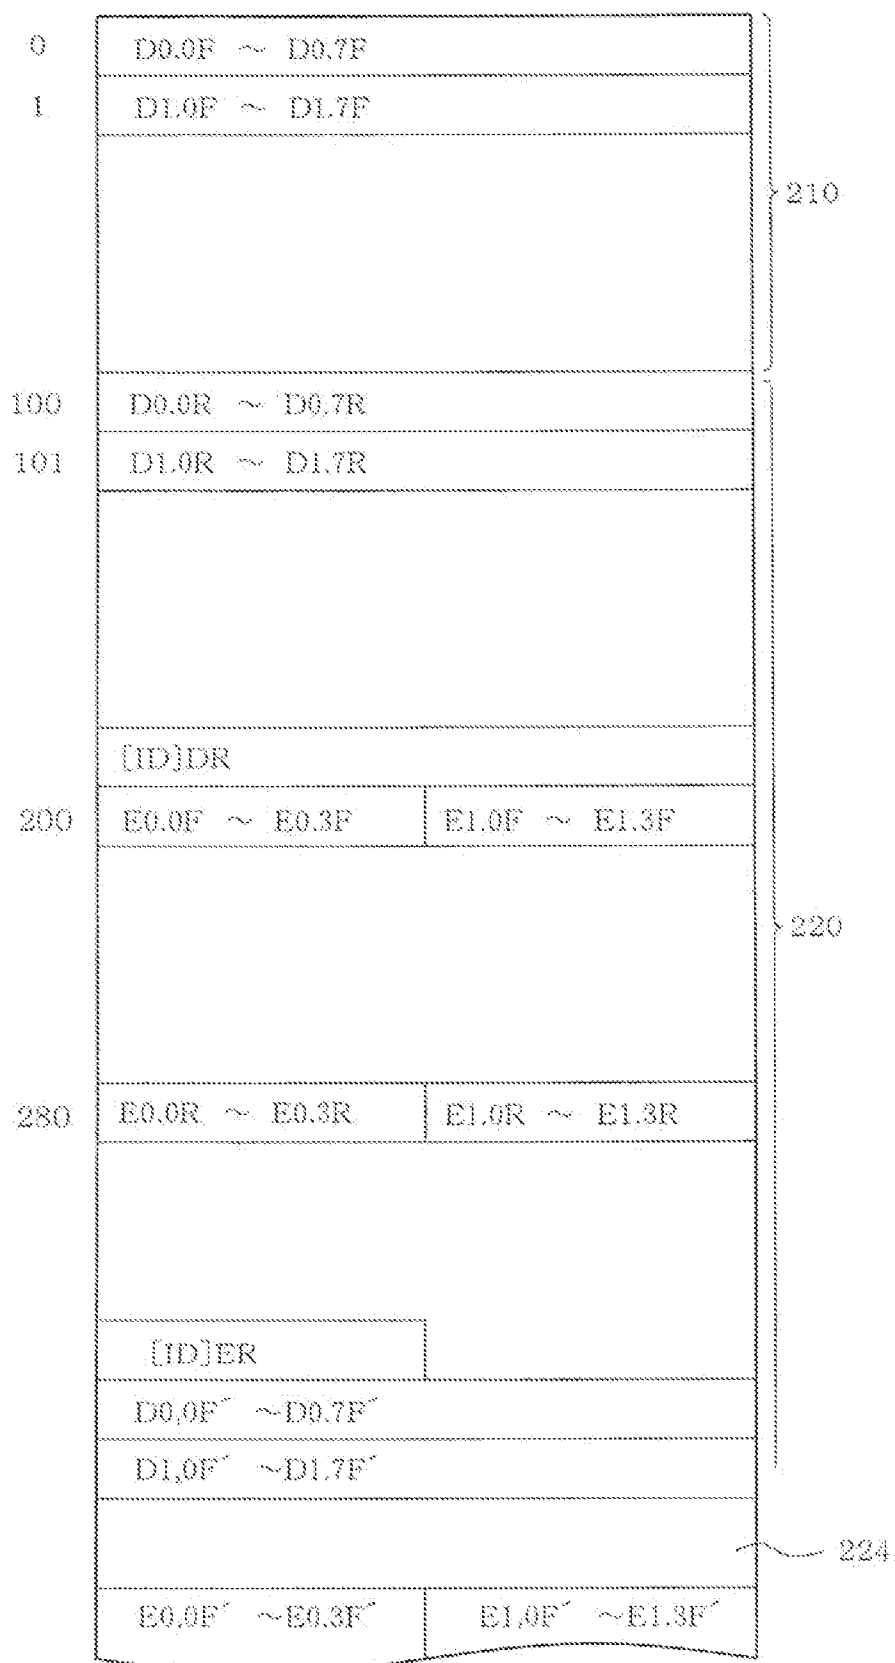 0 D0.0F ~ D0.7F
1 D1.0F ~ D1.7F
210
100 D0.0R ~ D0.7R
101 D1.0R ~ D1.7R
[ID]DR
200 E0.0F ~ E0.3F E1.0F ~ E1.3F
220
280 E0.0R ~ E0.3R E1.0R ~ E1.3R
[ID]ER
D0,0F´ ~D0.7F´
D1,0F´ ~D1.7F´
224
E0,0F´ ~E0.3F´ E1,0F´ ~E1.3F´